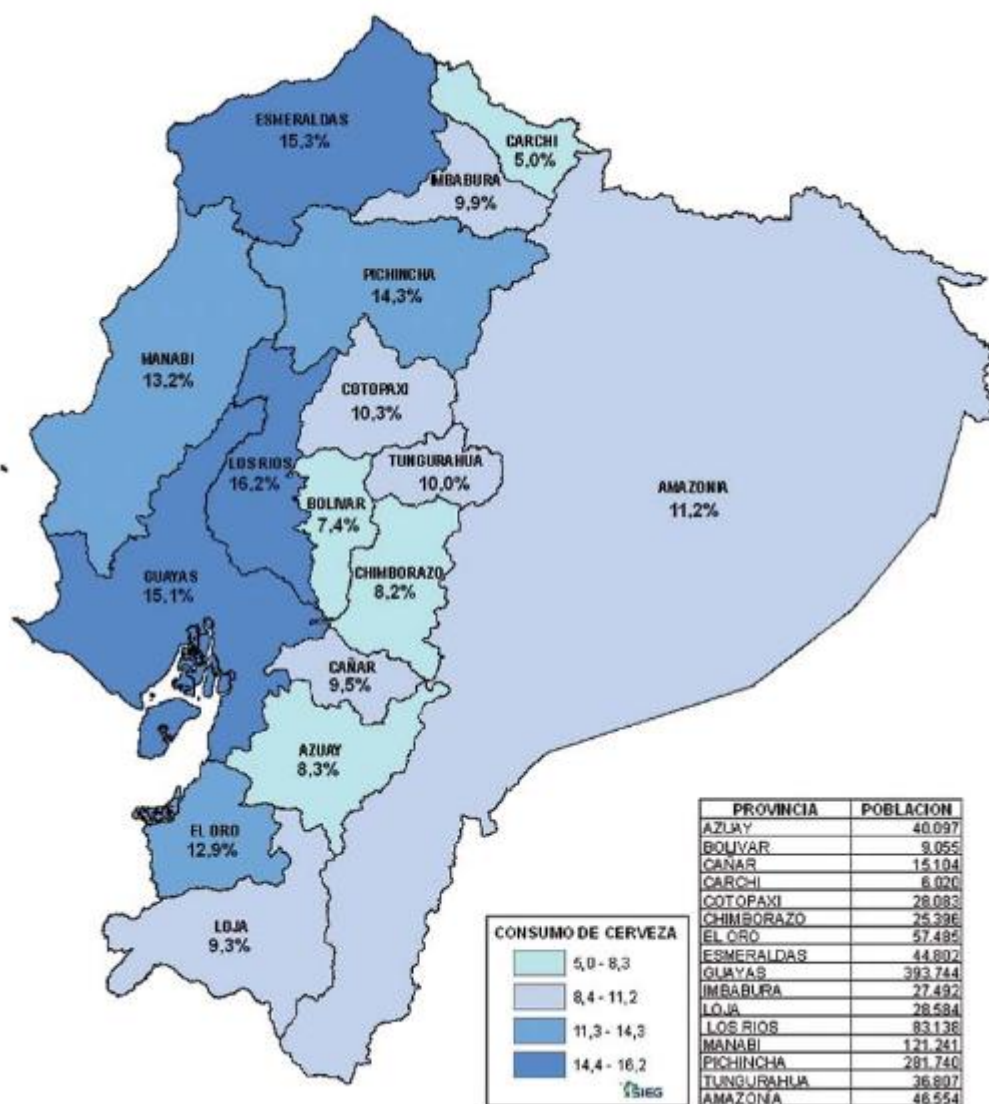 ESMERALDAS
15.3%
CARCHI
5.0%
IMBABURA
9,9%
PICHINCHA
14,3%
MANABI
13.2%
COTOPAXI
10.3%
LOS RIOS
16,2%
TUNGURAHUA
10.0%
BOLIVAR
7,4%
AMAZONIA
11,2%
CHIMBORAZO
8,2%
GUAYAS
15.1%
CAÑAR
9,5%
AZUAY
8,3%
EL ORO
12,9%
LOJA
9,3%
CONSUMO DE CERVEZA
5,0 - 8,3
8,4 - 11,2
11,3 - 14,3
14,4 - 16,2
SIEG
PROVINCIA POBLACION
AZUAY 40.097
BOLIVAR 9.055
CAÑAR 15.104
CARCHI 6.020
COTOPAXI 28.083
CHIMBORAZO 25.396
EL ORO 57.485
ESMERALDAS 44.802
GUAYAS 393.744
IMBABURA 27.492
LOJA 28.584
LOS RIOS 83.138
MANABI 121.241
PICHINCHA 281.740
TUNGURAHUA 36.807
AMAZONÍA 46.554